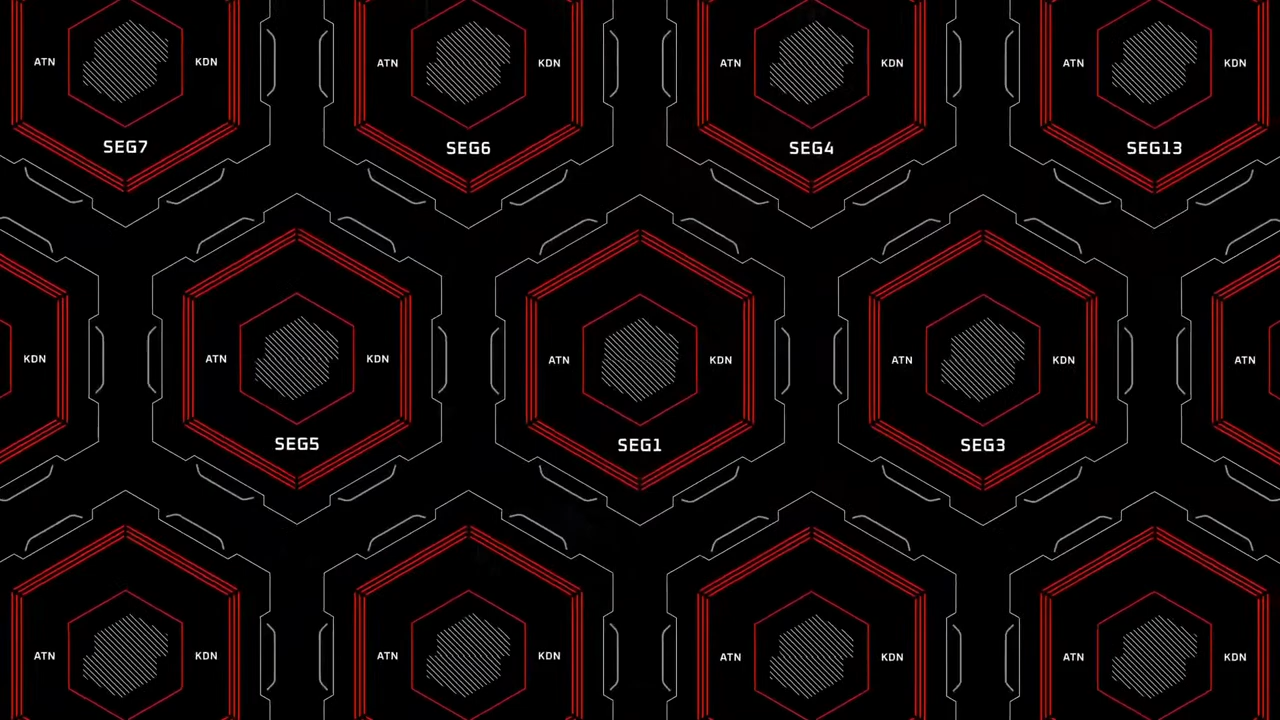 ATN KDN ATN KDN ATN KDN ATN KDN
SEG7 SEG6 SEG4 SEG13
KDN ATN KDN ATN KDN ATN KDN ATN
SEG5 SEG1 SEG3
ATN KDN ATN KDN ATN KDN ATN KDN